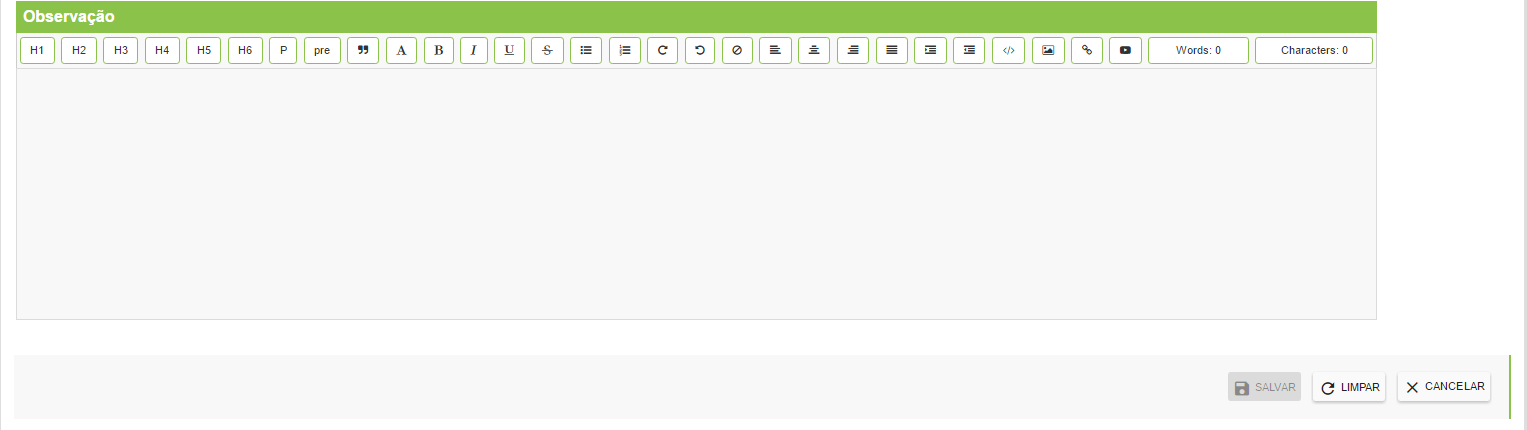 Observação
H1 H2 H3 H4 H5 H6 P pre ” A B I U S </> Words: 0 Characters: 0
SALVAR LIMPAR CANCELAR